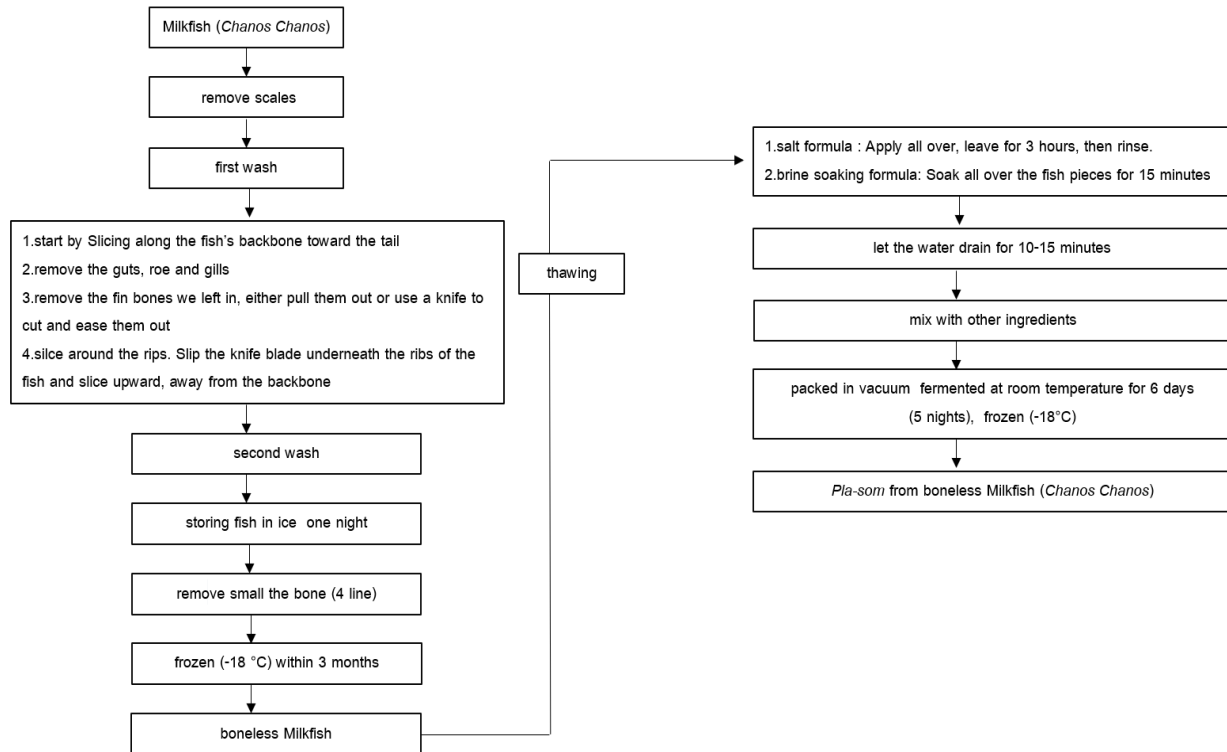 Milkfish (Chanos Chanos)
remove scales
first wash
1.start by Slicing along the fish's backbone toward the tail
2.remove the guts, roe and gills
3.remove the fin bones we left in, either pull them out or use a knife to
cut and ease them out
4.silce around the rips. Slip the knife blade underneath the ribs of the
fish and slice upward, away from the backbone
second wash
storing fish in ice one night
remove small the bone (4 line)
frozen (-18 °C) within 3 months
boneless Milkfish
thawing
1.salt formula : Apply all over, leave for 3 hours, then rinse.
2.brine soaking formula: Soak all over the fish pieces for 15 minutes
let the water drain for 10-15 minutes
mix with other ingredients
packed in vacuum fermented at room temperature for 6 days
(5 nights), frozen (-18°C)
Pla-som from boneless Milkfish (Chanos Chanos)